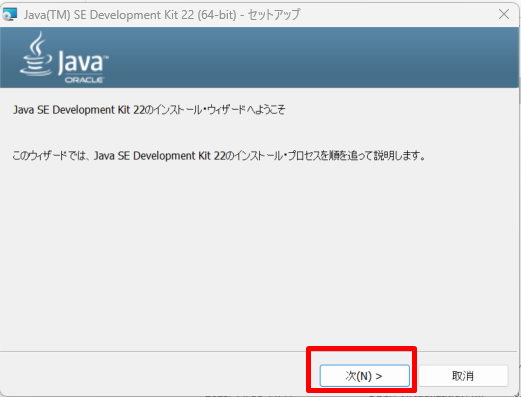 Java(TM) SE Development Kit 22 (64-bit) - セットアップ
Java™
ORACLE
Java SE Development Kit 22のインストール・ウィザードへようこそ
このウィザードでは、Java SE Development Kit 22のインストール・プロセスを順を追って説明します。
次(N) >
取消